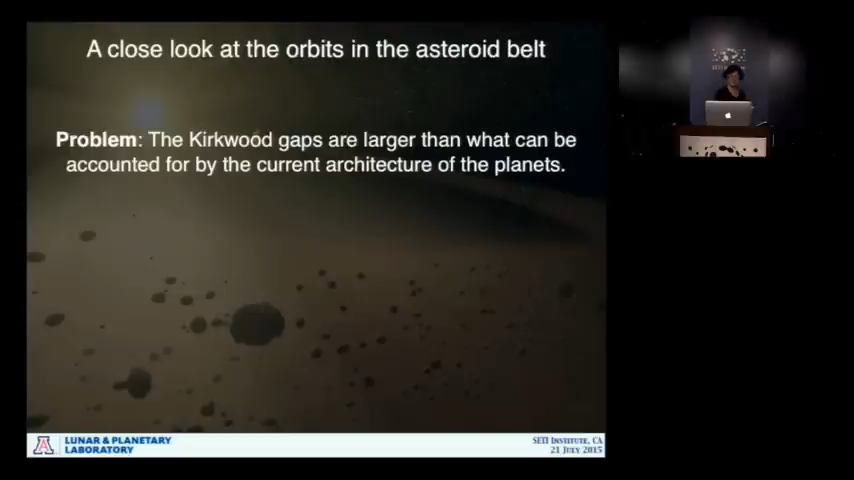 A close look at the orbits in the asteroid belt
Problem: The Kirkwood gaps are larger than what can be
accounted for by the current architecture of the planets.
LUNAR & PLANETARY
LABORATORY
SETI INSTITUTE, CA
21 JULY 2015